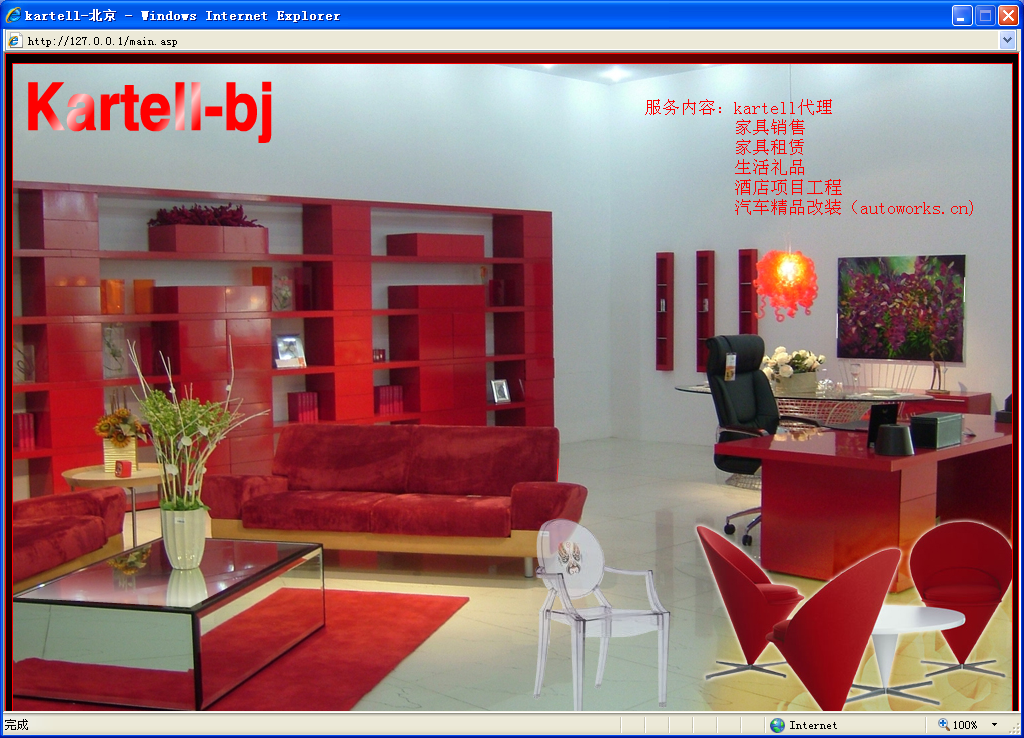 kartell-北京 - Windows Internet Explorer
http://127.0.0.1/main.asp
Kartell-bj
服务内容：kartell代理
家具销售
家具租赁
生活礼品
酒店项目工程
汽车精品改装（autoworks.cn)
完成
Internet
100%